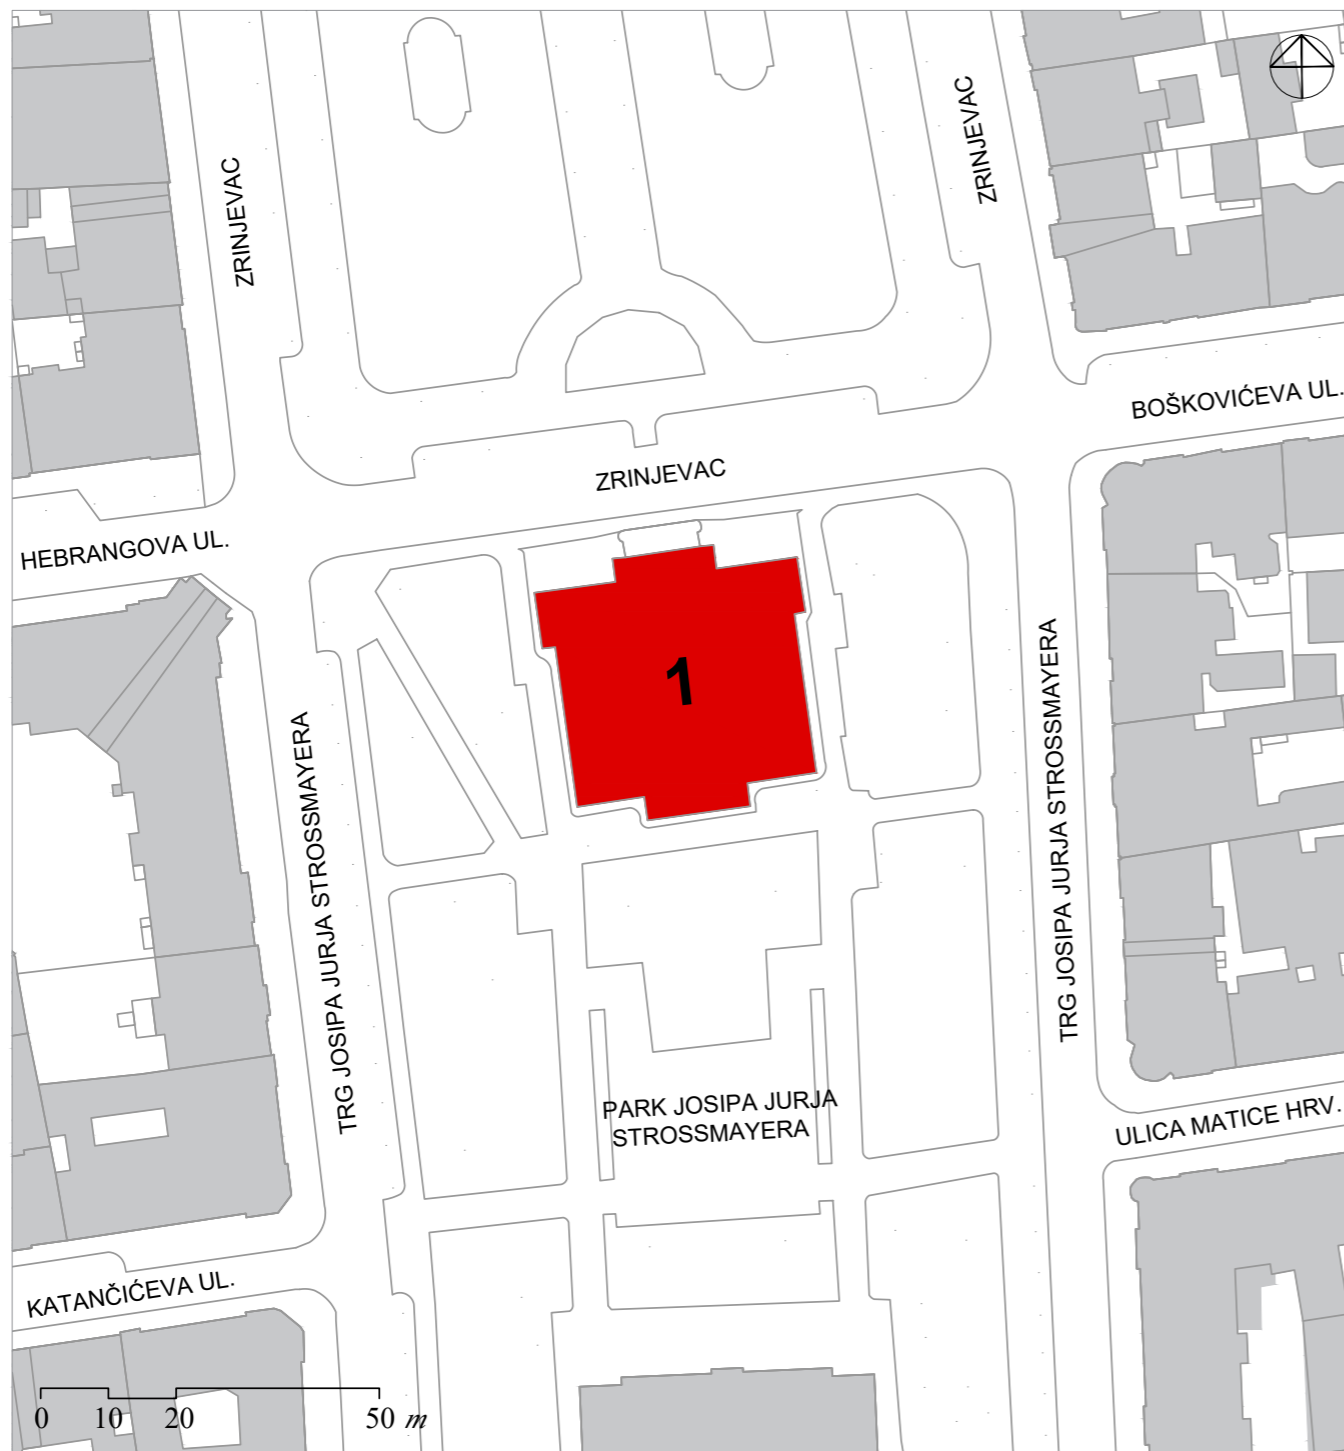 ZRINJEVAC
ZRINJEVAC
BOŠKOVIĆEVA UL.
ZRINJEVAC
HEBRANGOVA UL.
1
TRG JOSIPA JURJA STROSSMAYERA
TRG JOSIPA JURJA STROSSMAYERA
PARK JOSIPA JURJA
STROSSMAYERA
ULICA MATICE HRV.
KATANČIĆEVA UL.
0 10 20 50 m